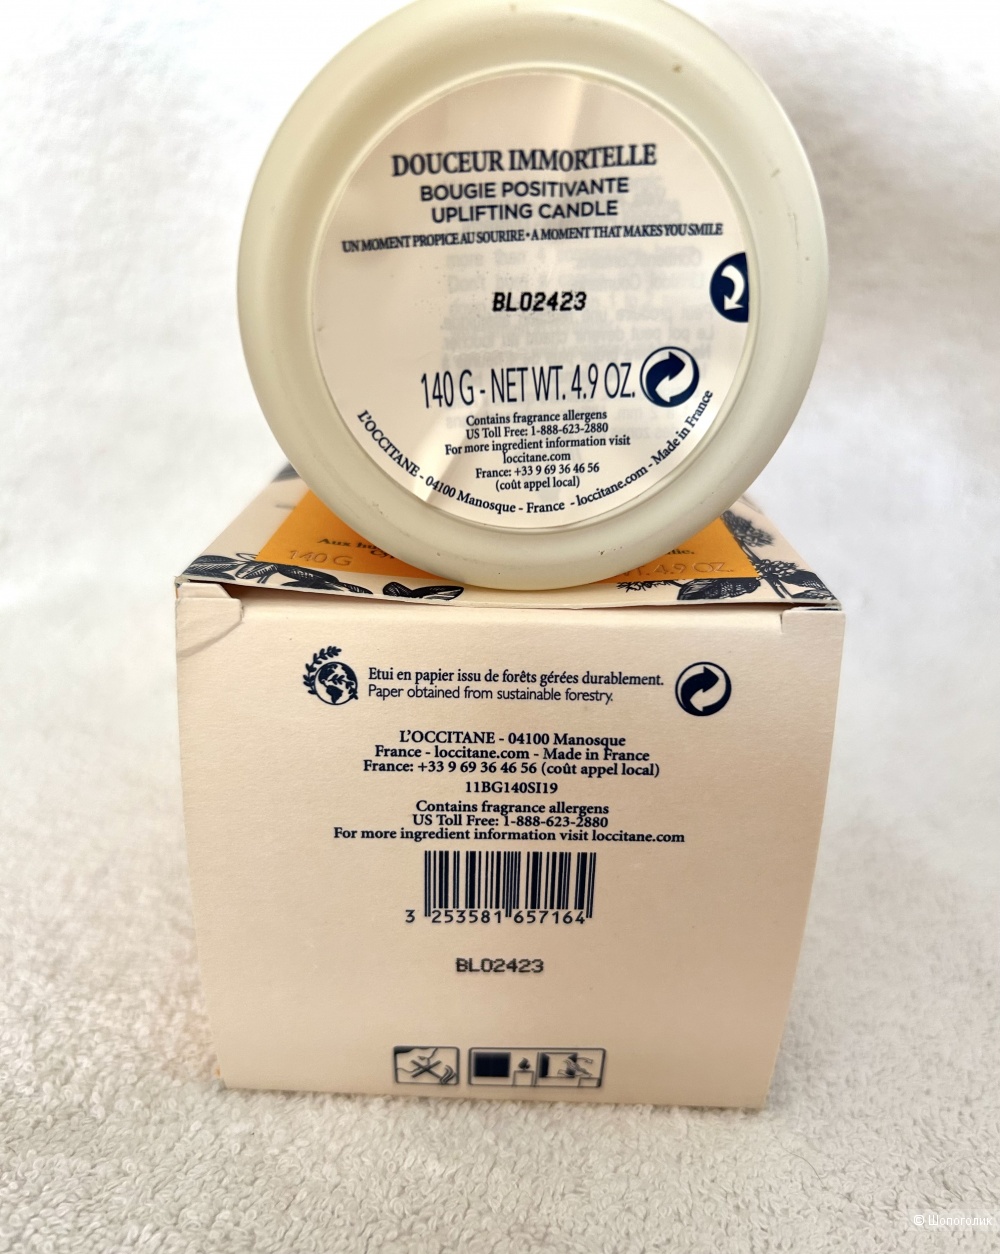 DOUCEUR IMMORTELLE
BOUGIE POSITIVANTE
UPLIFTING CANDLE
UN MOMENT PROPICE AU SOURIRE • A MOMENT THAT MAKES YOU SMILE
BL02423
140 G - NET WT. 4.9 OZ.
Contains fragrance allergens
US Toll Free: 1-888-623-2880
For more ingredient information visit
loccitane.com
France: +33 9 69 36 46 56
(coût appel local)
L'OCCITANE - 04100 Manosque - France - loccitane.com - Made in France
Aux
140 G
4.9 OZ.
Etui en papier issu de forêts gérées durablement.
Paper obtained from sustainable forestry.
L'OCCITANE - 04100 Manosque
France - loccitane.com - Made in France
France: +33 9 69 36 46 56 (coût appel local)
11BG140SI19
Contains fragrance allergens
US Toll Free: 1-888-623-2880
For more ingredient information visit loccitane.com
3 253581 657164
BL02423
© Шопоголик